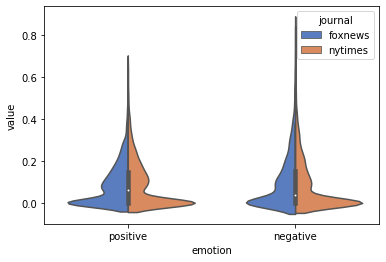 journal
foxnews
nytimes
0.8
0.6
0.4
0.2
0.0
value
positive
negative
emotion